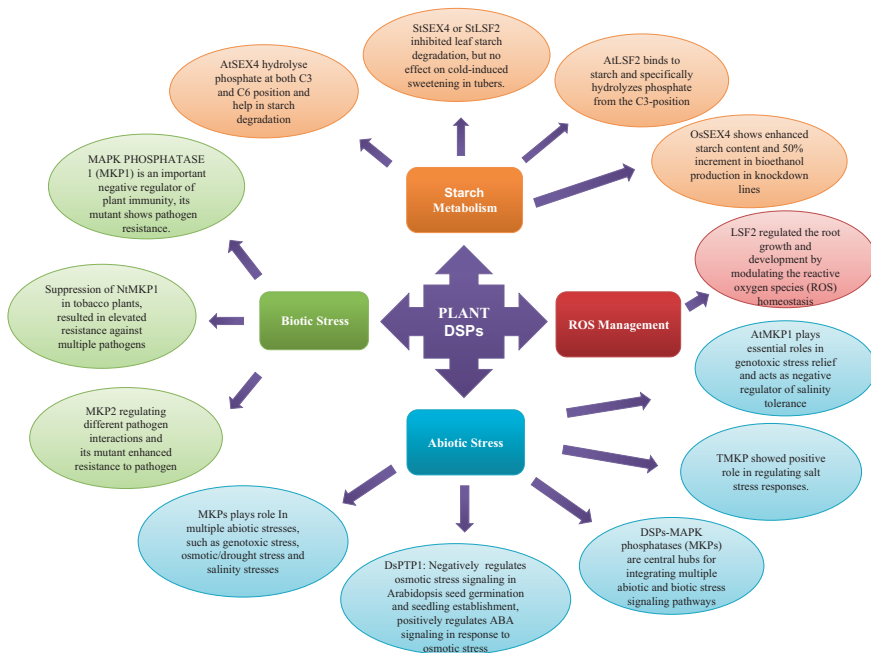 StSEX4 or StLSF2
inhibited leaf starch
degradation, but no
effect on cold-induced
sweetening in tubers.
AtSEX4 hydrolyse
phosphate at both C3
and C6 position and
help in starch
degradation
AtLSF2 binds to
starch and specifically
hydrolyzes phosphate
from the C3-position
OsSEX4 shows enhanced
starch content and 50%
increment in bioethanol
production in knockdown
lines
Starch
Metabolism
MAPK PHOSPHATASE
1 (MKP1) is an important
negative regulator of
plant immunity, its
mutant shows pathogen
resistance.
Suppression of NtMKP1
in tobacco plants,
resulted in elevated
resistance against
multiple pathogens
MKP2 regulating
different pathogen
interactions and
its mutant enhanced
resistance to pathogen
Biotic Stress
PLANT
DSPs
ROS Management
LSF2 regulated the root
growth and
development by
modulating the reactive
oxygen species (ROS)
homeostasis
Abiotic Stress
AtMKP1 plays
essential roles in
genotoxic stress relief
and acts as negative
regulator of salinity
tolerance
TMKP showed positive
role in regulating salt
stress responses.
DSPs-MAPK
phosphatases (MKPs)
are central hubs for
integrating multiple
abiotic and biotic stress
signaling pathways
DsPTP1: Negatively regulates
osmotic stress signaling in
Arabidopsis seed germination
and seedling establishment,
positively regulates ABA
signaling in response to
osmotic stress
MKPs plays role In
multiple abiotic stresses,
such as genotoxic stress,
osmotic/drought stress and
salinity stresses